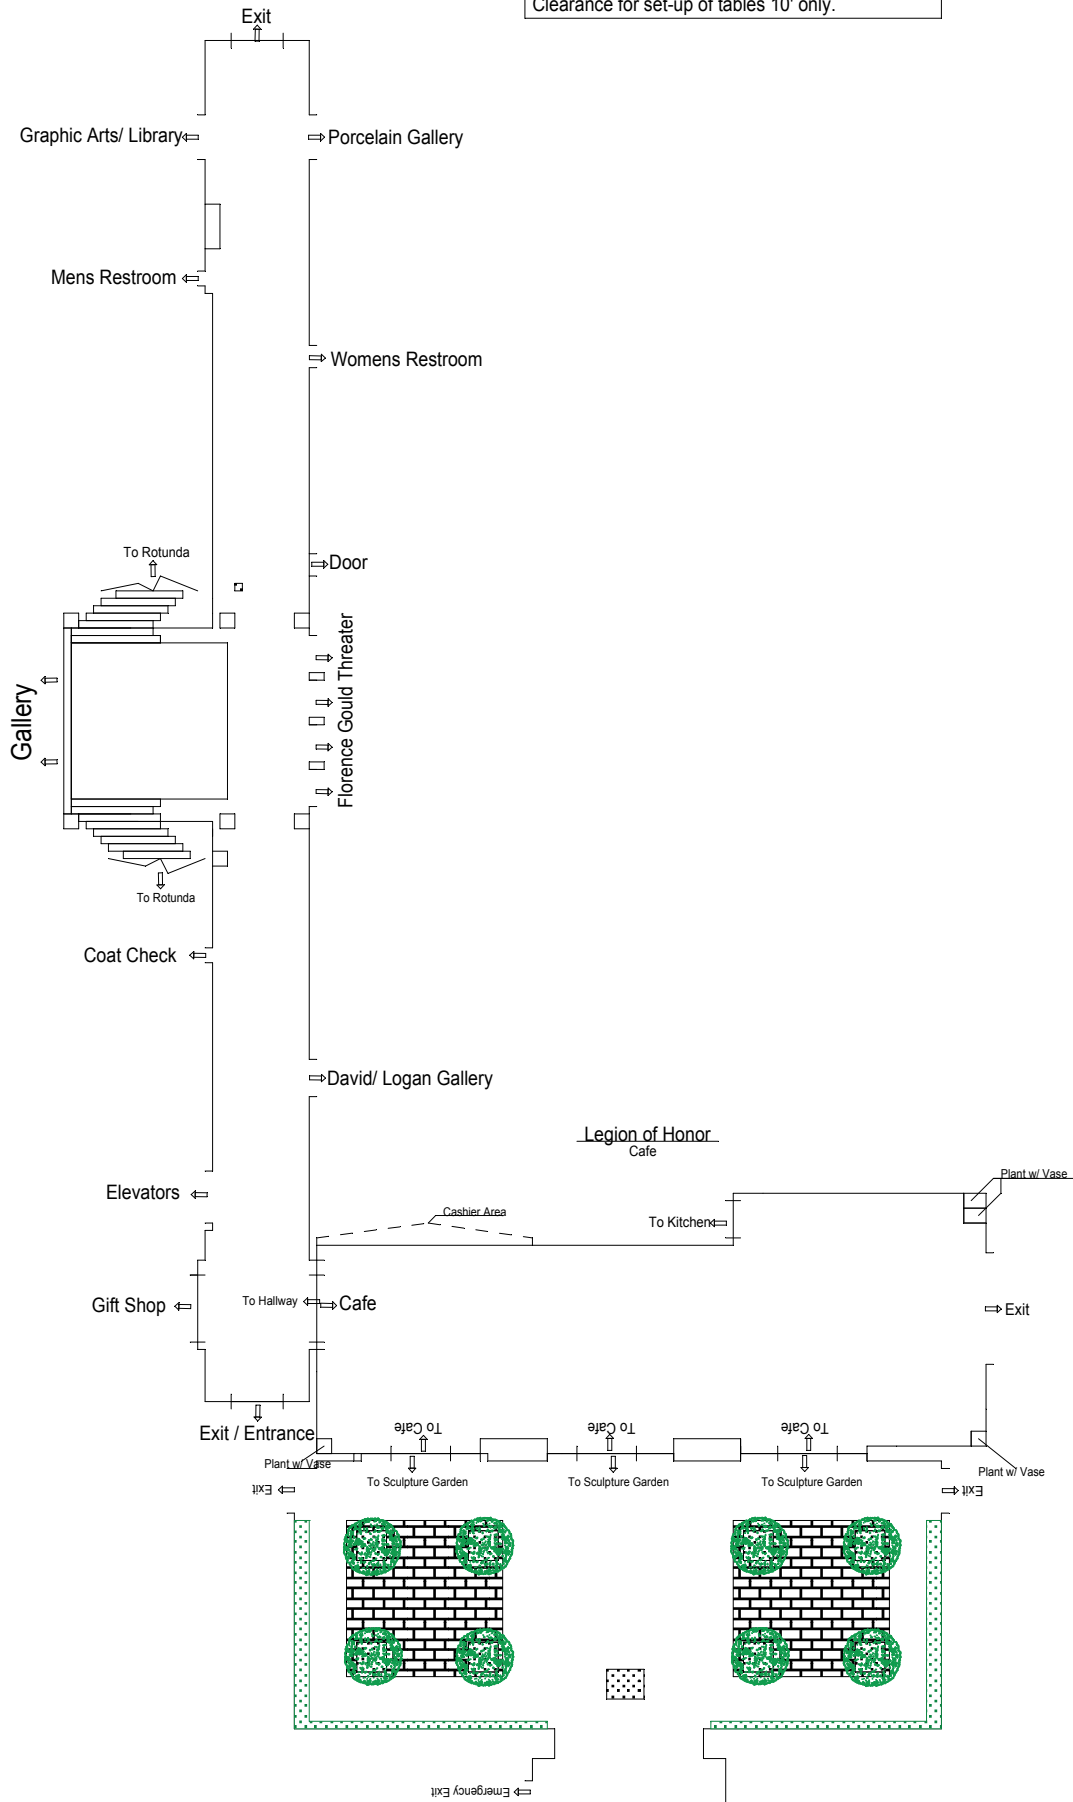 Clearance for set-up of tables 10' only.
Exit
Graphic Arts/ Library
Porcelain Gallery
Mens Restroom
Womens Restroom
To Rotunda
Door
Gallery
Florence Gould Threater
To Rotunda
Coat Check
David/ Logan Gallery
Legion of Honor
Cafe
Plant w/ Vase
Elevators
Cashier Area
To Kitchen
Gift Shop
To Hallway
Cafe
Exit
Exit / Entrance
To Cafe
To Cafe
To Cafe
Plant w/ Vase
To Sculpture Garden
To Sculpture Garden
To Sculpture Garden
Plant w/ Vase
Exit
Exit
Emergency Exit